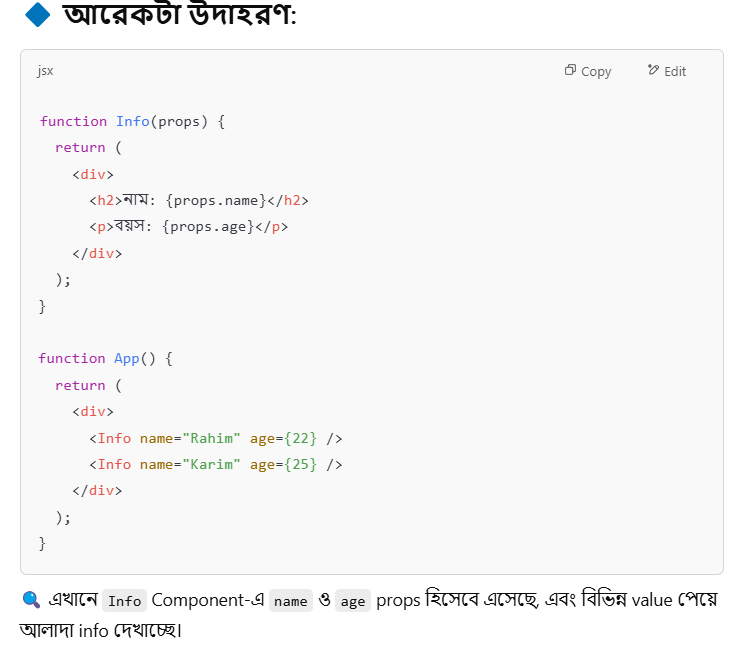 আরেকটা উদাহরণ:
jsx Copy Edit
function Info(props) {
  return (
    <div>
      <h2>নাম: {props.name}</h2>
      <p>বয়স: {props.age}</p>
    </div>
  );
}
function App() {
  return (
    <div>
      <Info name="Rahim" age={22} />
      <Info name="Karim" age={25} />
    </div>
  );
}
এখানে Info Component-এ name ও age props হিসেবে এসেছে, এবং বিভিন্ন value পেয়ে
আলাদা info দেখাচ্ছে।